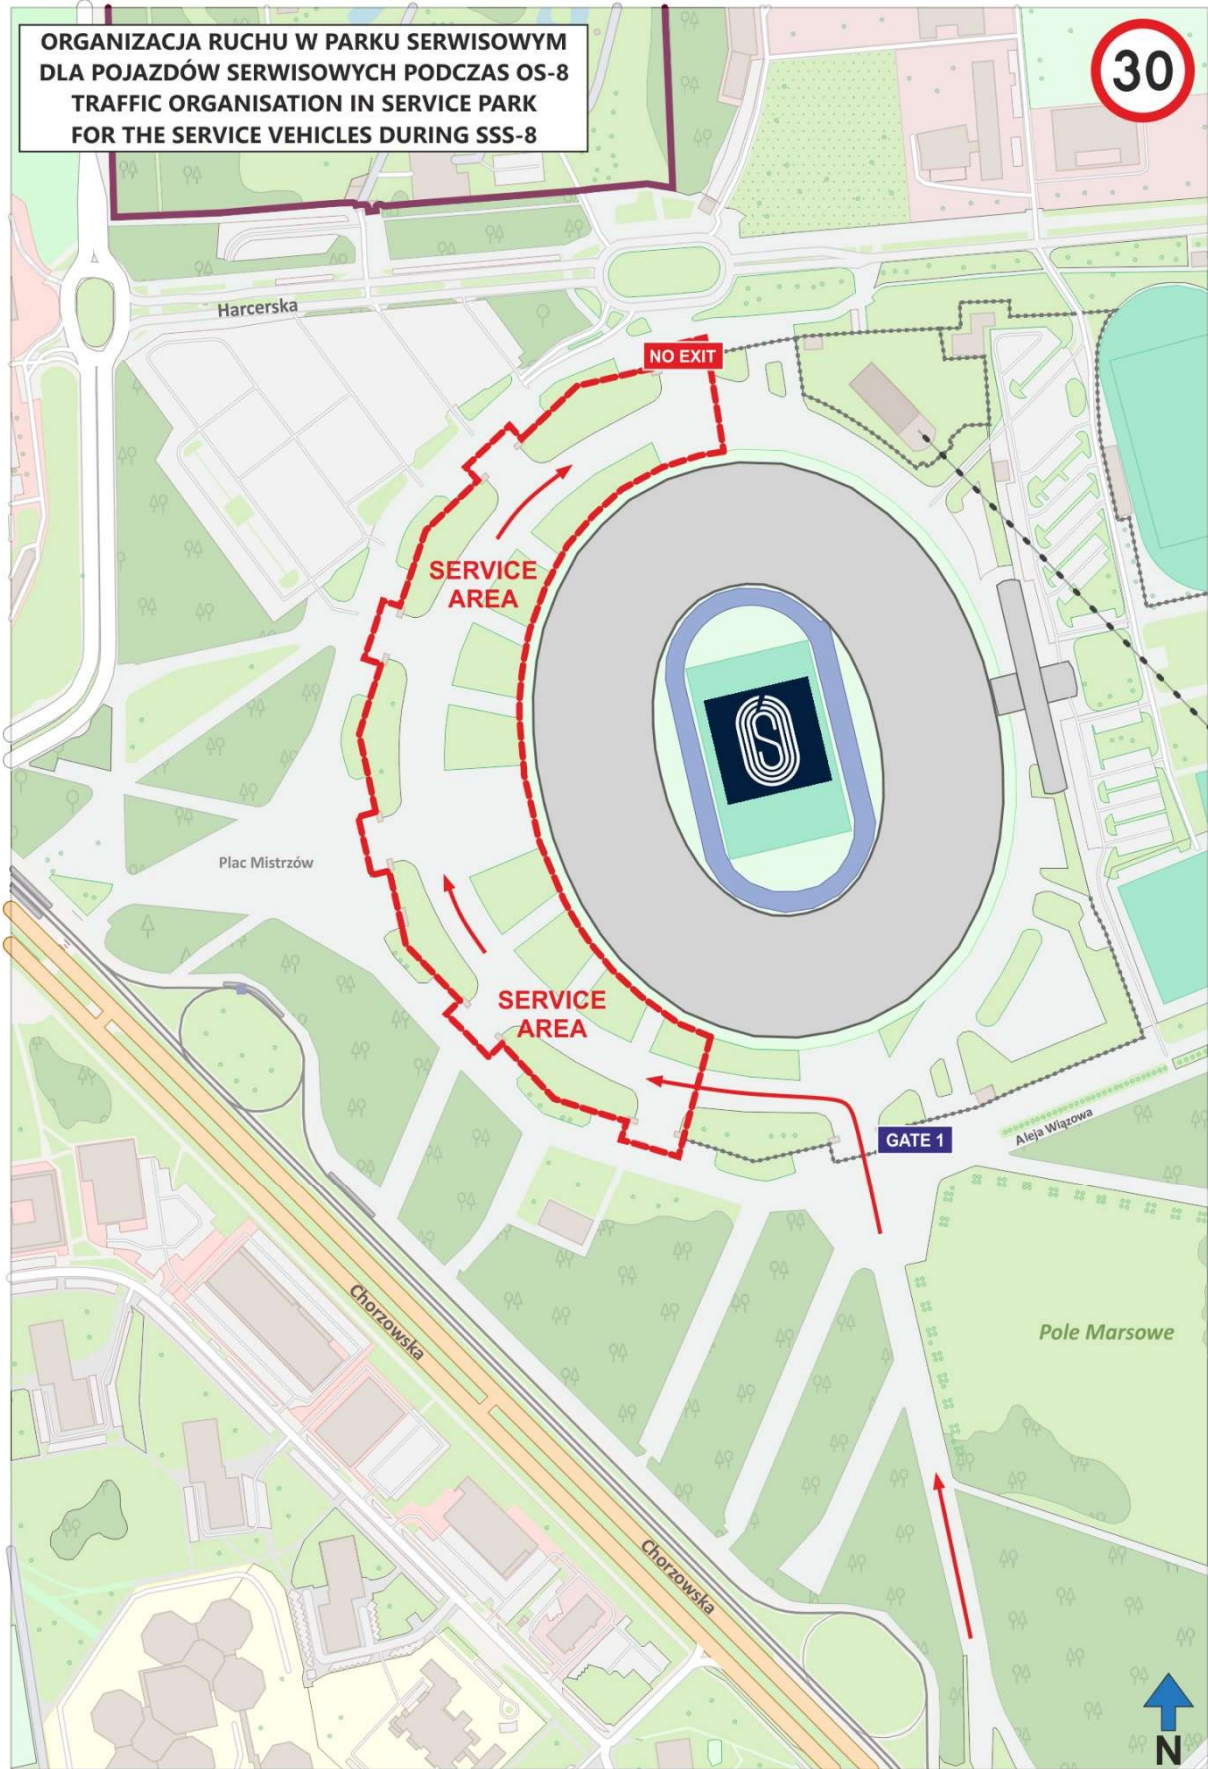 ORGANIZACJA RUCHU W PARKU SERWISOWYM
DLA POJAZDÓW SERWISOWYCH PODCZAS OS-8
TRAFFIC ORGANISATION IN SERVICE PARK
FOR THE SERVICE VEHICLES DURING SSS-8
30
Harcerska
NO EXIT
SERVICE
AREA
Plac Mistrzów
SERVICE
AREA
GATE 1
Aleja Wiązowa
Chorzowska
Pole Marsowe
Chorzowska
N